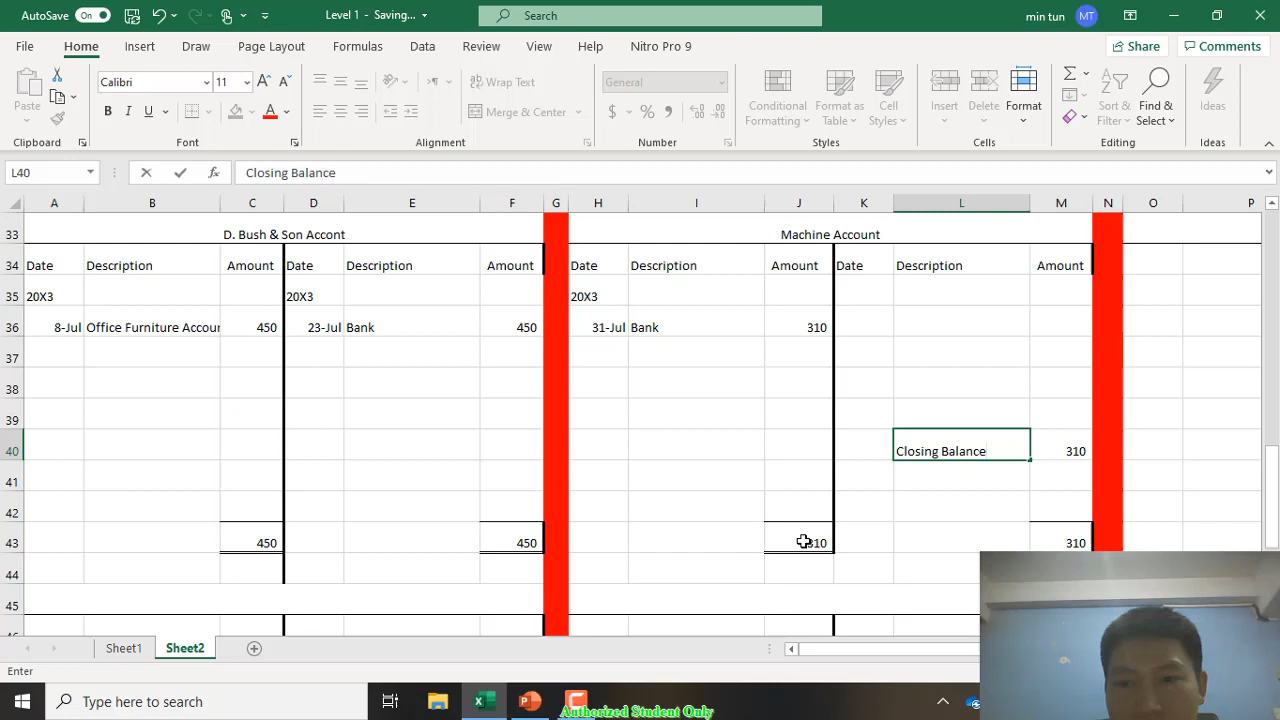 AutoSave On Level 1 - Saving... Search min tun MT
File Home Insert Draw Page Layout Formulas Data Review View Help Nitro Pro 9 Share Comments
Paste Calibri 11 Wrap Text General Conditional Format as Cell Insert Delete Format Sort & Find & Ideas
B I U Merge & Center $ % Formatting Table Styles Filter Select
Clipboard Font Alignment Number Styles Cells Editing Ideas
L40 fx Closing Balance
A B C D E F G H I J K L M N O P
33 D. Bush & Son Accont Machine Account
34 Date Description Amount Date Description Amount Date Description Amount Date Description Amount
35 20X3 20X3 20X3
36 8-Jul Office Furniture Accour 450 23-Jul Bank 450 31-Jul Bank 310
37
38
39
40 Closing Balance 310
41
42
43 450 450 310 310
44
45
46
Sheet1 Sheet2
Enter
Type here to search
Authorized Student Only